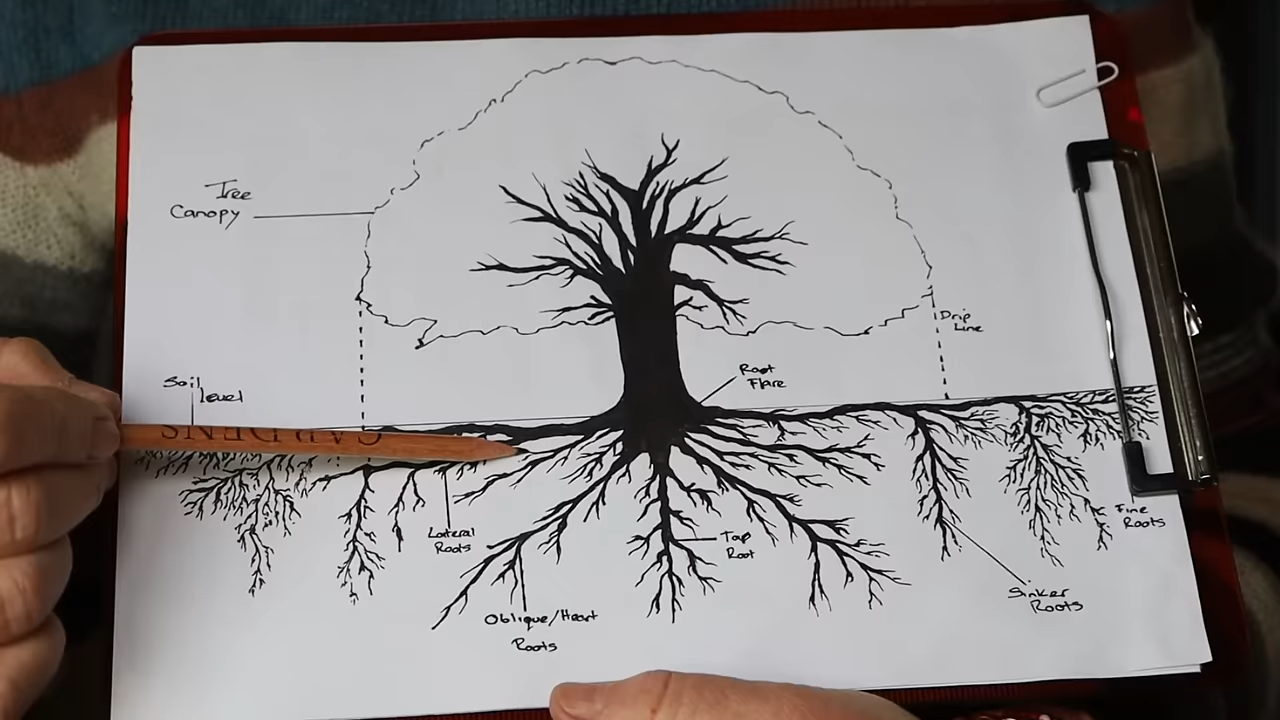 Tree
Canopy
Drip
Line
Root
Flare
Soil
level
GARDENS
Fine
Roots
Lateral
Roots
Tap
Root
Sinker
Roots
Oblique/Heart
Roots